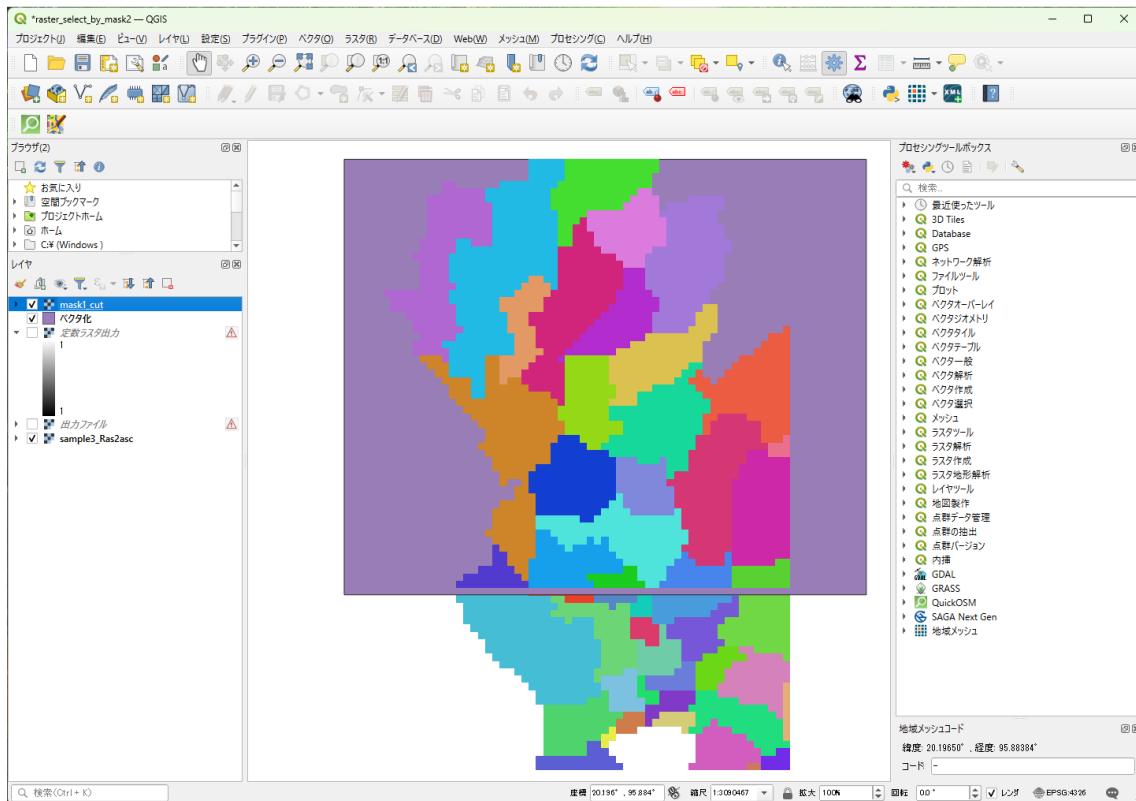 *raster_select_by_mask2 — QGIS
プロジェクト(J) 編集(E) ビュー(V) レイヤ(L) 設定(S) プラグイン(P) ベクタ(O) ラスタ(R) データベース(D) Web(W) メッシュ(M) プロセシング(C) ヘルプ(H)
ブラウザ(2)
お気に入り
空間ブックマーク
プロジェクトホーム
ホーム
C:¥ (Windows )
レイヤ
mask1_cut
ベクタ化
定数ラスタ出力
1
1
出力ファイル
sample3_Ras2asc
プロセシングツールボックス
検索...
最近使ったツール
3D Tiles
Database
GPS
ネットワーク解析
ファイルツール
プロット
ベクタオーバーレイ
ベクタジオメトリ
ベクタタイル
ベクタテーブル
ベクター一般
ベクタ解析
ベクタ作成
ベクタ選択
メッシュ
ラスタツール
ラスタ解析
ラスタ作成
ラスタ地形解析
レイヤツール
地図製作
点群データ管理
点群の抽出
点群バージョン
内挿
GDAL
GRASS
QuickOSM
SAGA Next Gen
地域メッシュ
地域メッシュコード
緯度: 20.19650° , 経度: 95.88384°
コード -
検索(Ctrl + K) 座標 20.196° , 95.884° 縮尺 1:3090467 拡大 100% 回転 0.0° レンダ EPSG:4326